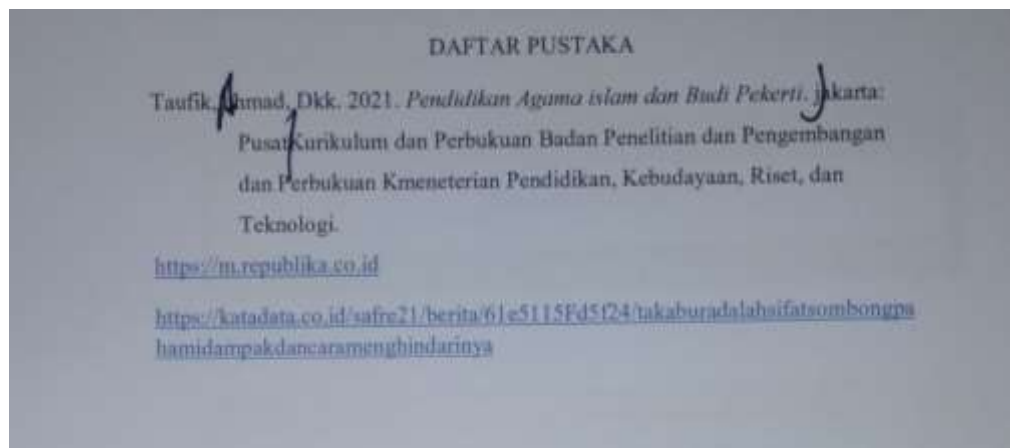 DAFTAR PUSTAKA
Taufik, Ahmad, Dkk. 2021. Pendidikan Agama islam dan Budi Pekerti. jakarta:
Pusat Kurikulum dan Perbukuan Badan Penelitian dan Pengembangan
dan Perbukuan Kmeneterian Pendidikan, Kebudayaan, Riset, dan
Teknologi.
https://m.republika.co.id
https://katadata.co.id/safre21/berita/61e5115Fd5f24/takaburadalahsifatsombongpa
hamidampakdancaramenghindarinya